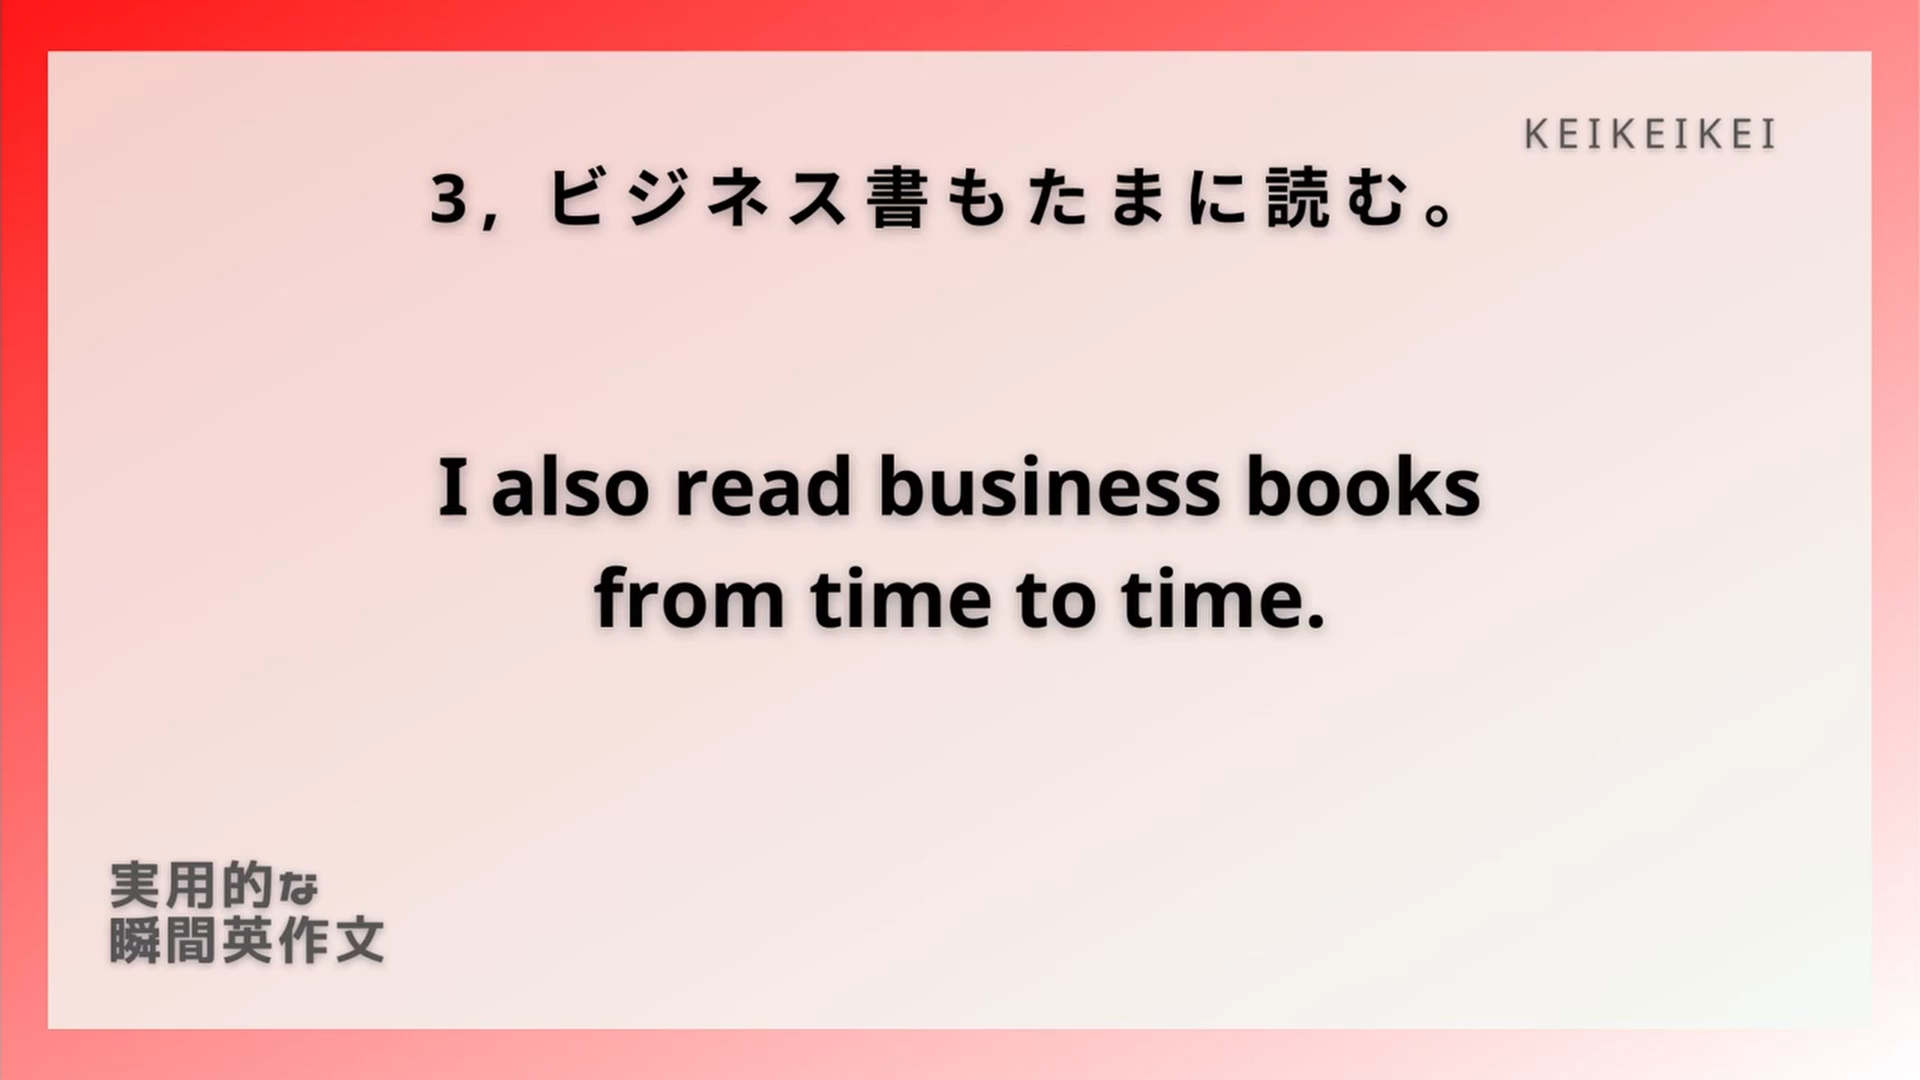 KEIKEIKEI
3, ビジネス書もたまに読む。
I also read business books
from time to time.
実用的な
瞬間英作文